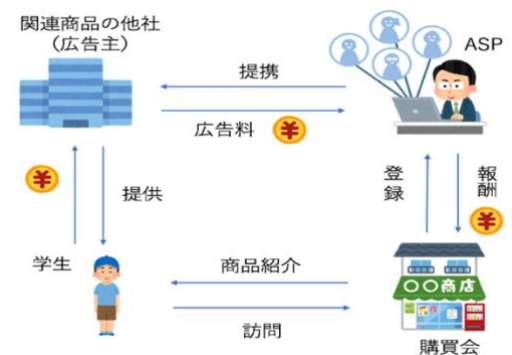 関連商品の他社
(広告主)
ASP
提携
広告料
¥
¥
提供
登録
報酬
¥
学生
商品紹介
訪問
〇〇商店
購買会